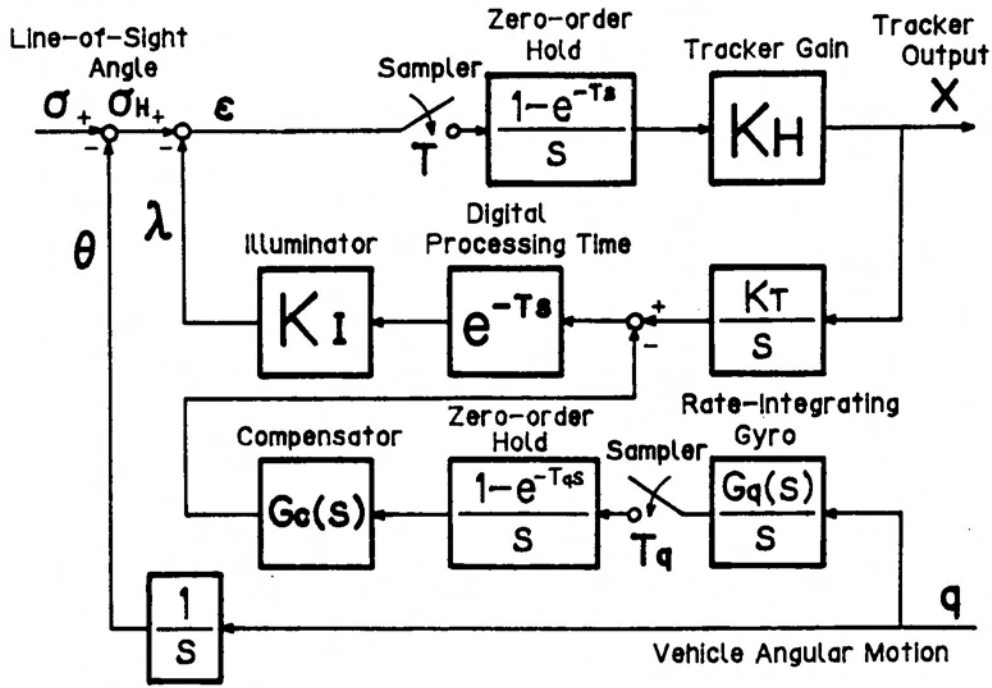 Zero-order
Hold
Tracker Gain
Tracker
Output
Line-of-Sight
Angle
Sampler
σ + σH + ε
1-e^-Ts
S
KH
X
-
-
T
θ
λ
Illuminator
Digital
Processing Time
KI
e^-Ts
+
-
KT
S
Compensator
Zero-order
Hold
Sampler
Rate-Integrating
Gyro
Gc(S)
1-e^-Tqs
S
Tq
Gq(S)
S
1
S
q
Vehicle Angular Motion